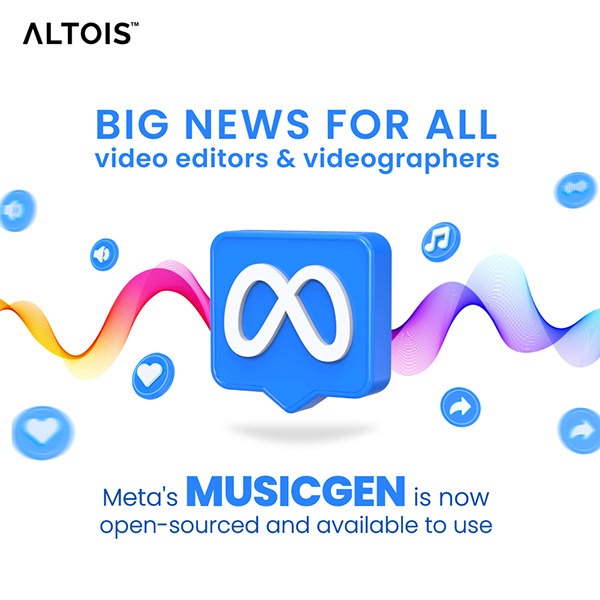 ALTOIS™
BIG NEWS FOR ALL
video editors & videographers
Meta's MUSICGEN is now
open-sourced and available to use